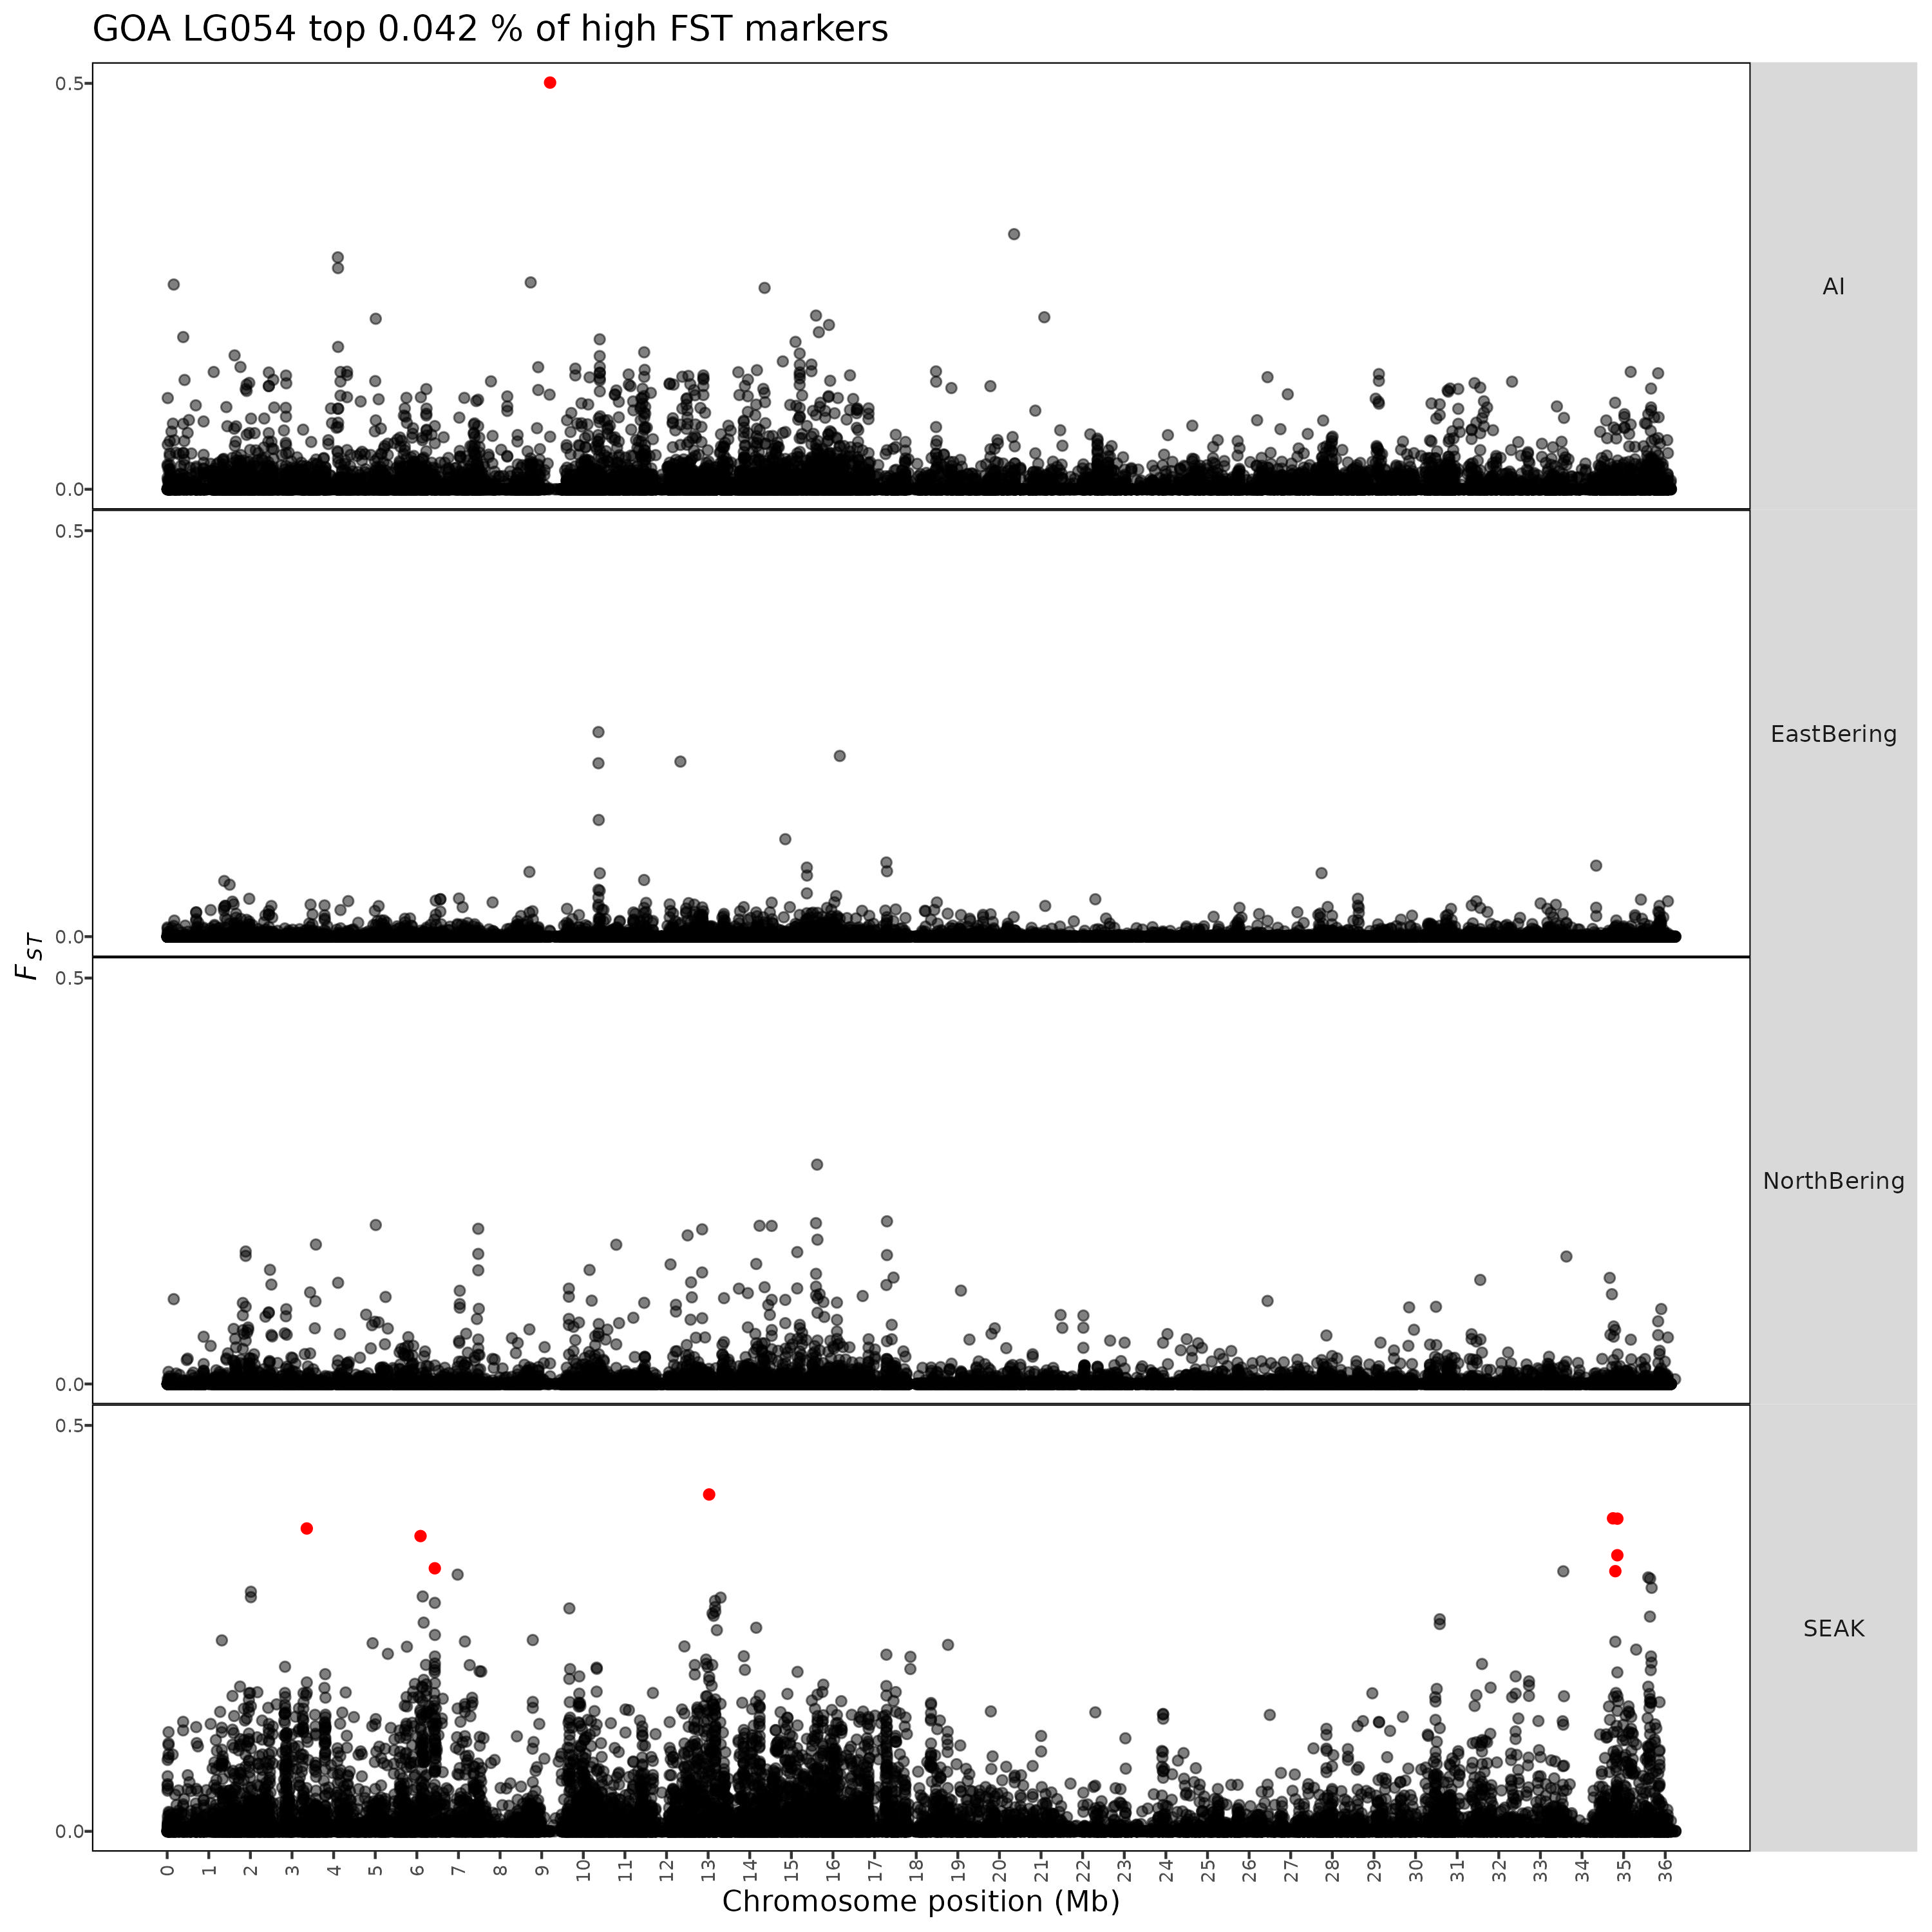 GOA LG054 top 0.042 % of high FST markers
0.5
0.0
AI
0.5
0.0
EastBering
0.5
0.0
NorthBering
0.5
0.0
SEAK
F ST
0 1 2 3 4 5 6 7 8 9 10 11 12 13 14 15 16 17 18 19 20 21 22 23 24 25 26 27 28 29 30 31 32 33 34 35 36
Chromosome position (Mb)